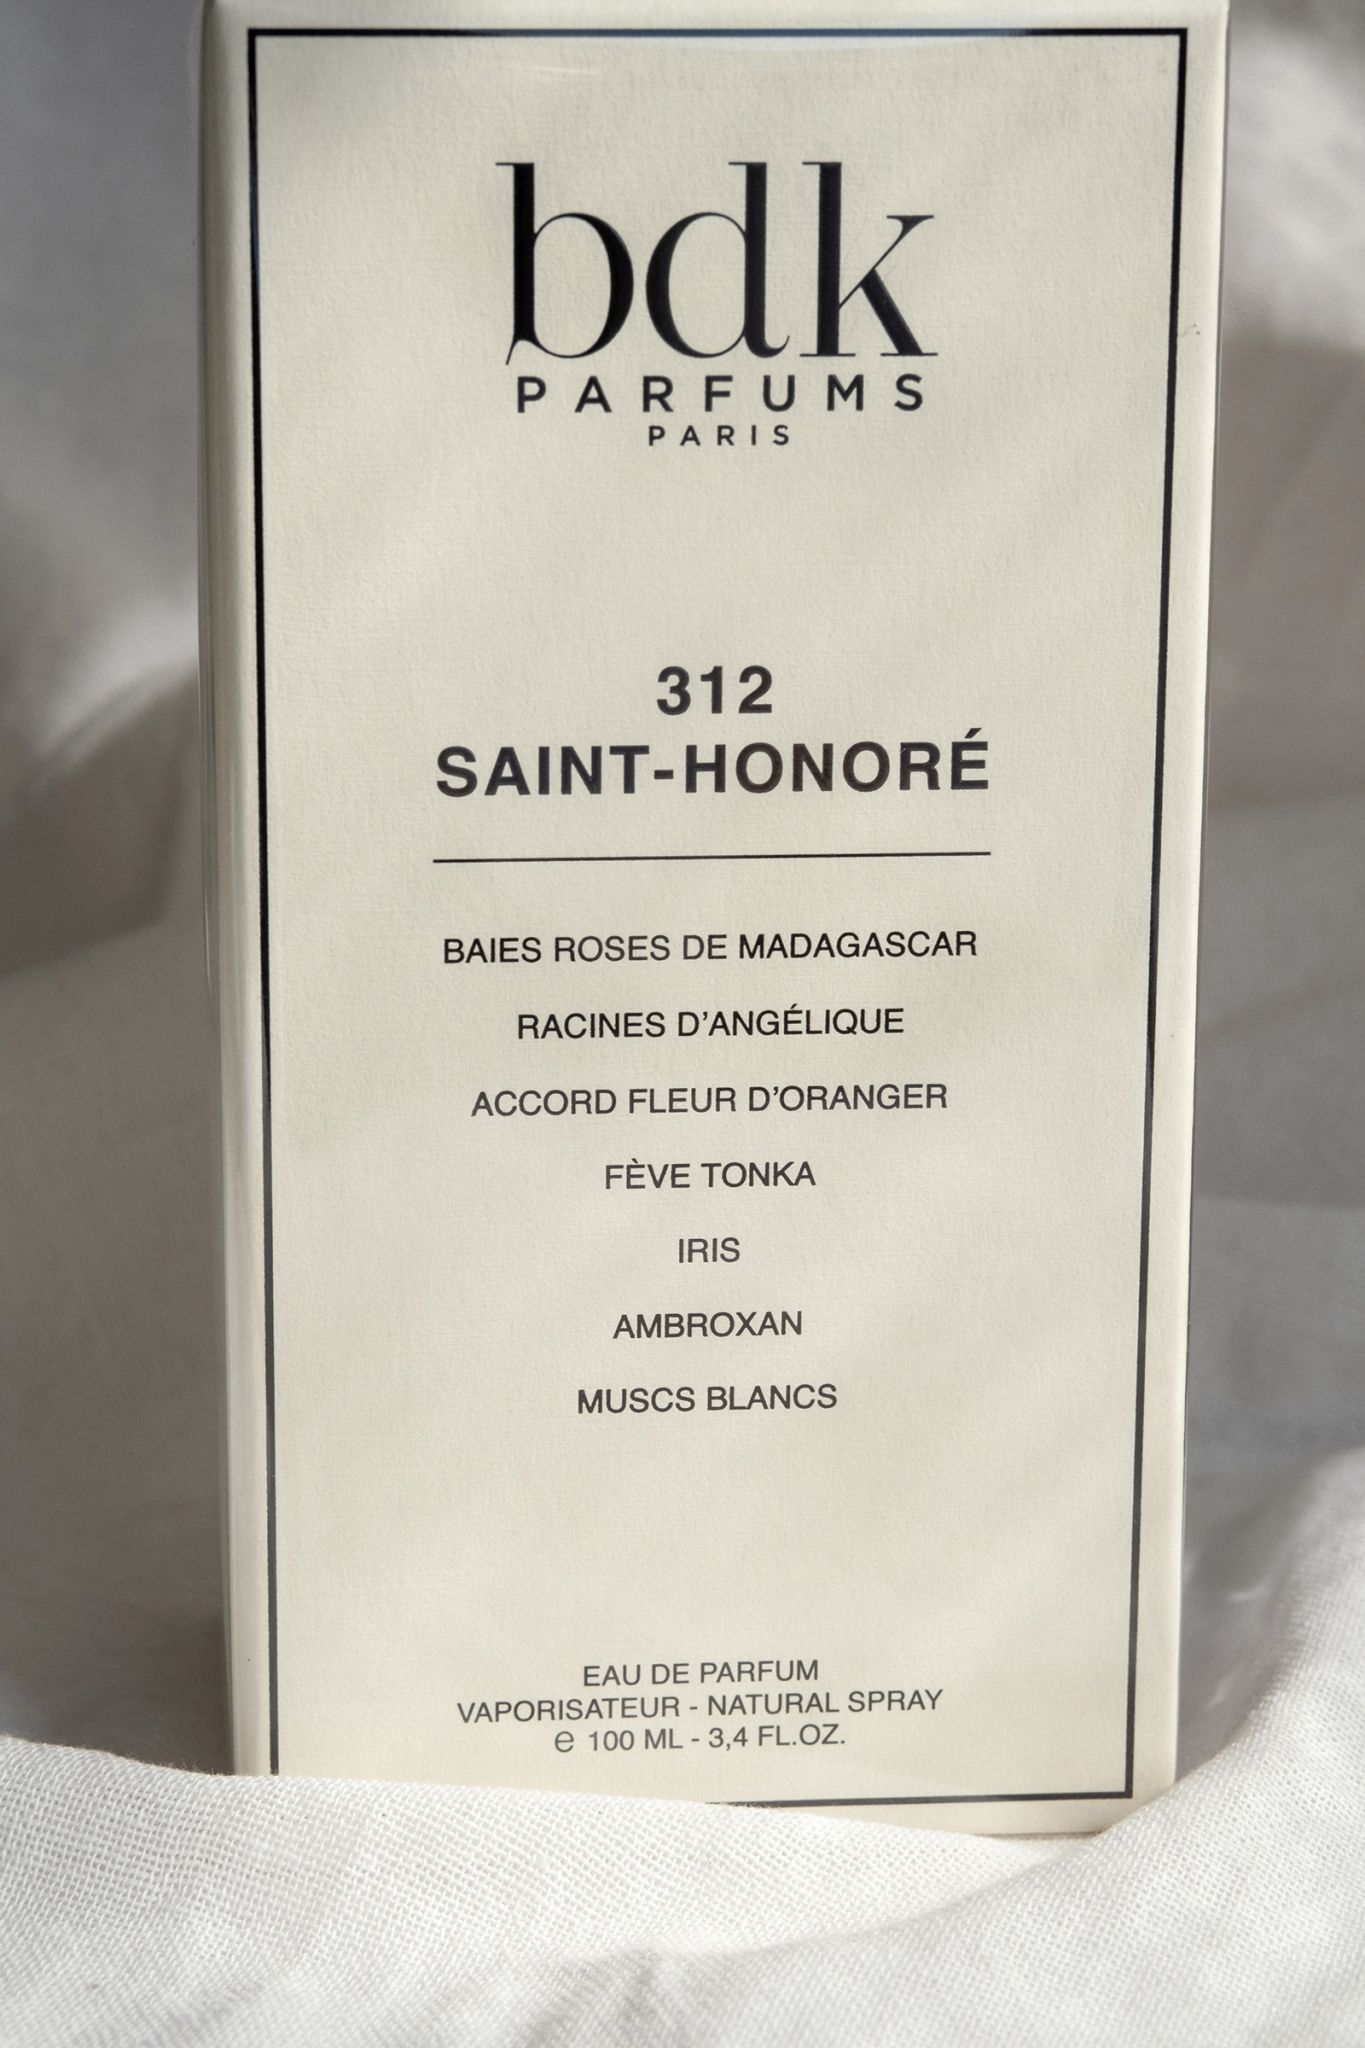 bdk
PARFUMS
PARIS
312
SAINT-HONORÉ
BAIES ROSES DE MADAGASCAR
RACINES D'ANGÉLIQUE
ACCORD FLEUR D'ORANGER
FÈVE TONKA
IRIS
AMBROXAN
MUSCS BLANCS
EAU DE PARFUM
VAPORISATEUR - NATURAL SPRAY
℮ 100 ML - 3,4 FL.OZ.